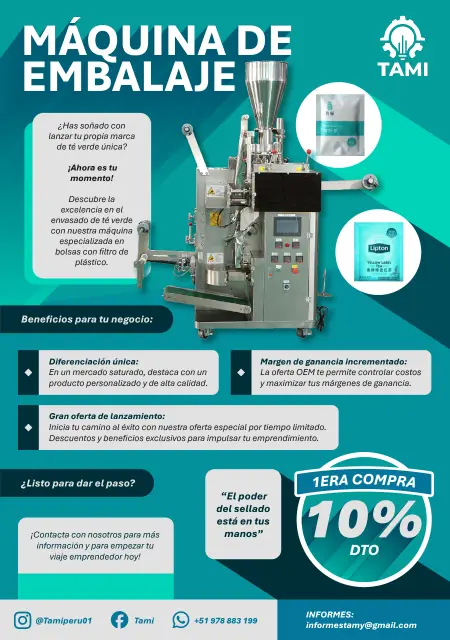 MÁQUINA DE
EMBALAJE
TAMI
¿Has soñado con
lanzar tu propia marca
de té verde única?
¡Ahora es tu
momento!
Descubre la
excelencia en el
envasado de té verde
con nuestra máquina
especializada en
bolsas con filtro de
plástico.
Lipton
YELLOW LABEL
TEA
Beneficios para tu negocio:
Diferenciación única:
En un mercado saturado, destaca con un
producto personalizado y de alta calidad.
Margen de ganancia incrementado:
La oferta OEM te permite controlar costos
y maximizar tus márgenes de ganancia.
Gran oferta de lanzamiento:
Inicia tu camino al éxito con nuestra oferta especial por tiempo limitado.
Descuentos y beneficios exclusivos para impulsar tu emprendimiento.
¿Listo para dar el paso?
¡Contacta con nosotros para más
información y para empezar tu
viaje emprendedor hoy!
“El poder
del sellado
está en tus
manos”
1ERA COMPRA
10%
DTO
@Tamiperu01
Tami
+51 978 883 199
INFORMES:
informestamy@gmail.com